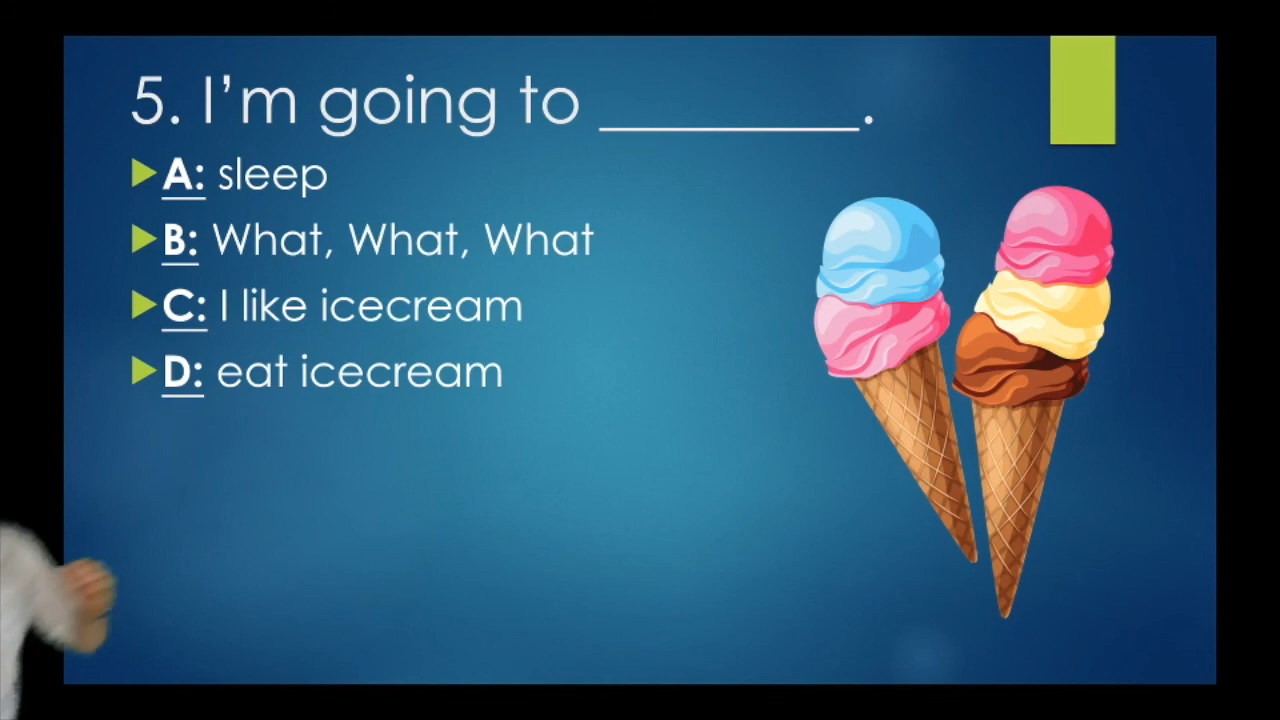 5. I'm going to ________.
A: sleep
B: What, What, What
C: I like icecream
D: eat icecream